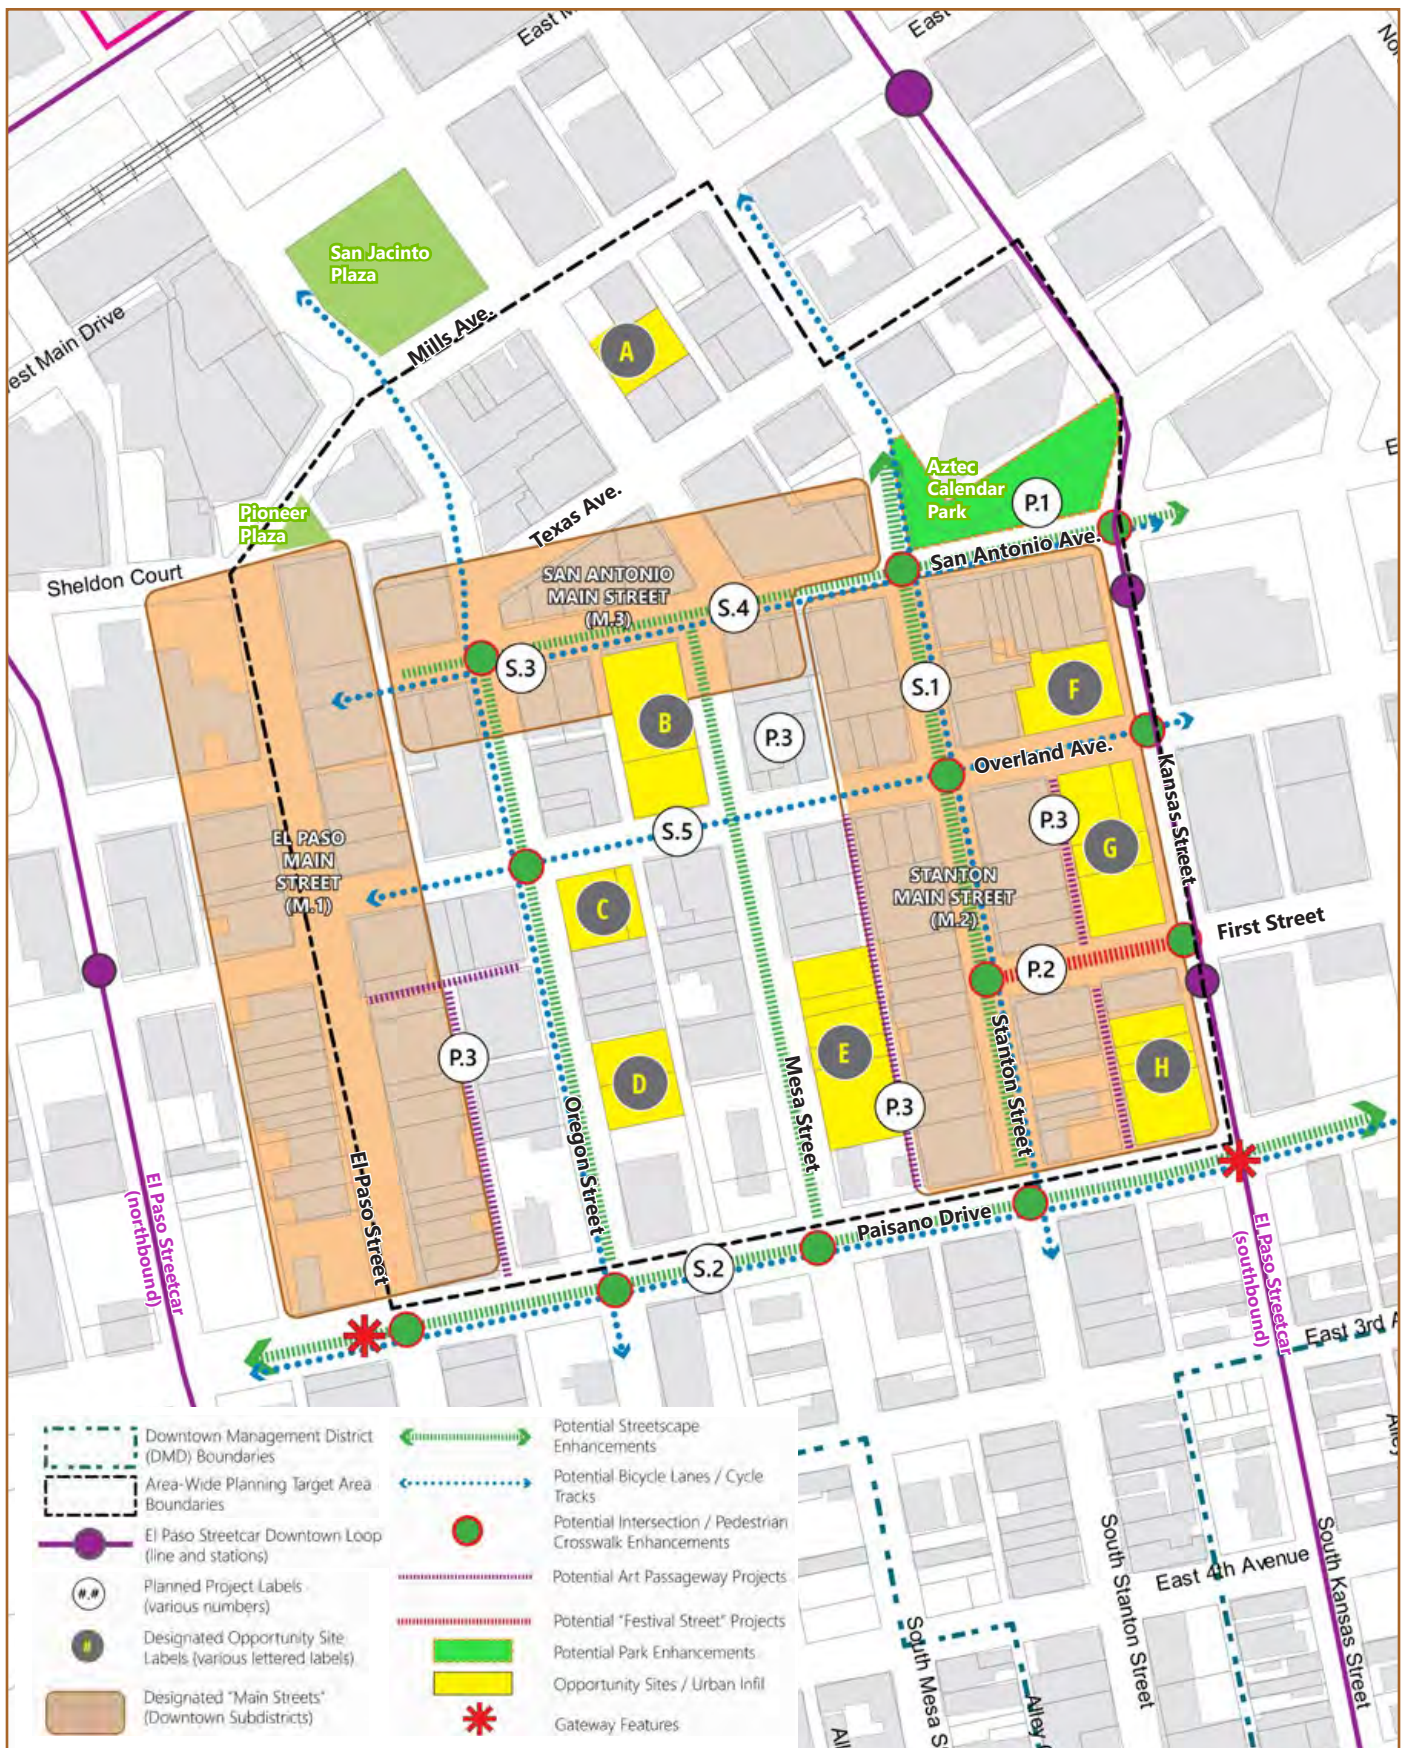 East
San Jacinto
Plaza
Mills Ave.
A
Pioneer
Plaza
Sheldon Court
Texas Ave.
Aztec
Calendar
Park
P.1
San Antonio Ave.
SAN ANTONIO
MAIN STREET
(M.3)
S.4
S.3
S.1
F
B
P.3
Overland Ave.
Kansas Street
EL PASO
MAIN
STREET
(M.1)
S.5
P.3
G
C
STANTON
MAIN STREET
(M.2)
First Street
P.2
P.3
D
E
H
P.3
Stanton Street
Mesa Street
Oregon Street
El Paso Street
El Paso Streetcar
(northbound)
Paisano Drive
S.2
El Paso Streetcar
(southbound)
East 3rd A
East 4th Avenue
South Stanton Street
South Kansas Street
South Mesa S
Alley
Downtown Management District
(DMD) Boundaries
Area-Wide Planning Target Area
Boundaries
El Paso Streetcar Downtown Loop
(line and stations)
#.#
Planned Project Labels
(various numbers)
#
Designated Opportunity Site
Labels (various lettered labels)
Designated "Main Streets"
(Downtown Subdistricts)
Potential Streetscape
Enhancements
Potential Bicycle Lanes / Cycle
Tracks
Potential Intersection / Pedestrian
Crosswalk Enhancements
Potential Art Passageway Projects
Potential "Festival Street" Projects
Potential Park Enhancements
Opportunity Sites / Urban Infil
Gateway Features